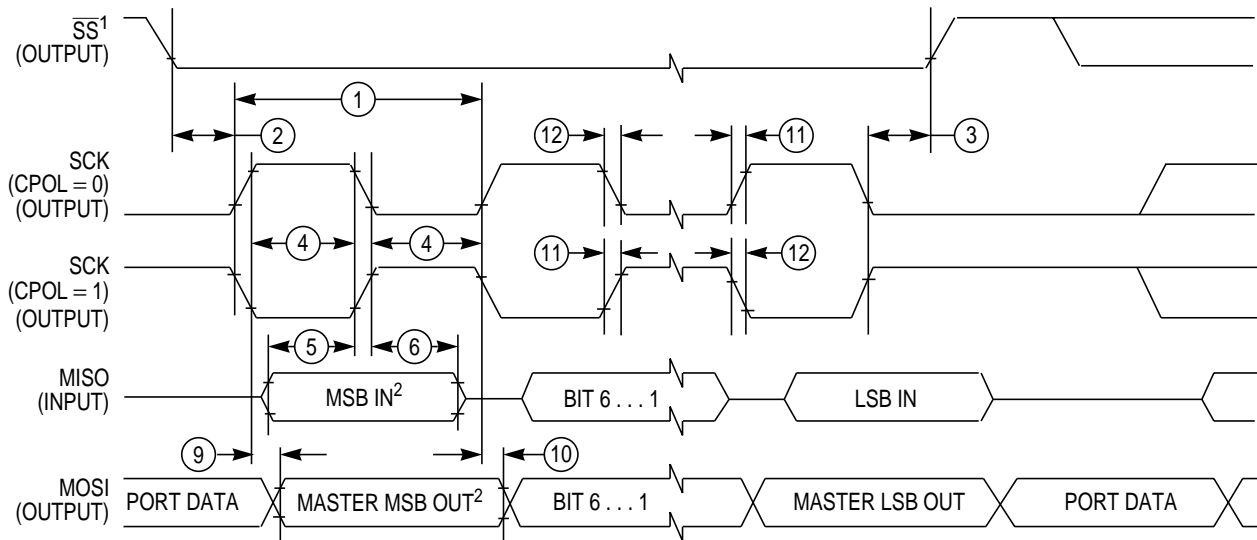 SS¹
(OUTPUT)
1
2
12
11
3
SCK
(CPOL = 0)
(OUTPUT)
4
4
11
12
SCK
(CPOL = 1)
(OUTPUT)
5
6
MISO
(INPUT)
MSB IN²
BIT 6 . . . 1
LSB IN
9
10
MOSI
(OUTPUT)
PORT DATA
MASTER MSB OUT²
BIT 6 . . . 1
MASTER LSB OUT
PORT DATA